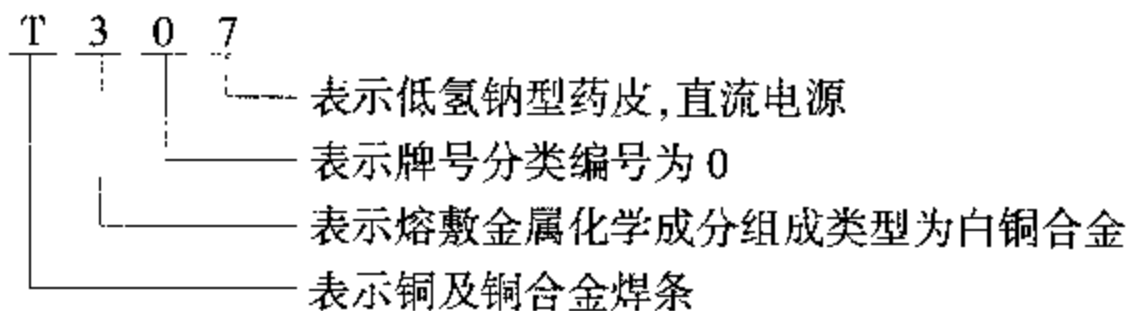 T 3 0 7
表示低氢钠型药皮,直流电源
表示牌号分类编号为 0
表示熔敷金属化学成分组成类型为白铜合金
表示铜及铜合金焊条